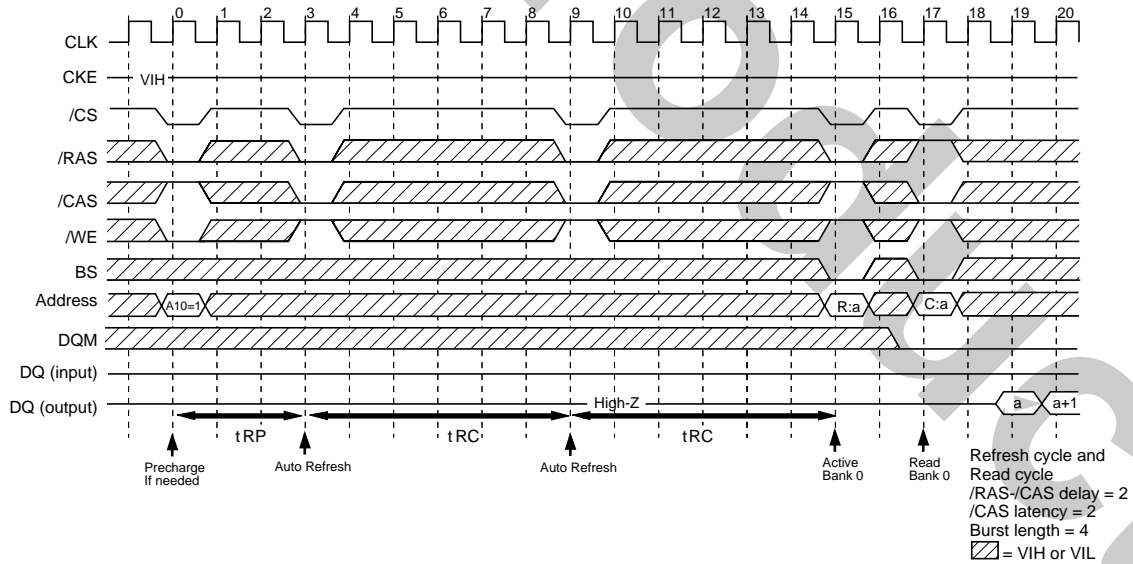 0 1 2 3 4 5 6 7 8 9 10 11 12 13 14 15 16 17 18 19 20
CLK
CKE VIH
/CS
/RAS
/CAS
/WE
BS
Address A10=1 R:a C:a
DQM
DQ (input)
DQ (output) High-Z a a+1
tRP tRC tRC
Precharge
If needed
Auto Refresh
Auto Refresh
Active
Bank 0
Read
Bank 0
Refresh cycle and
Read cycle
/RAS-/CAS delay = 2
/CAS latency = 2
Burst length = 4
= VIH or VIL